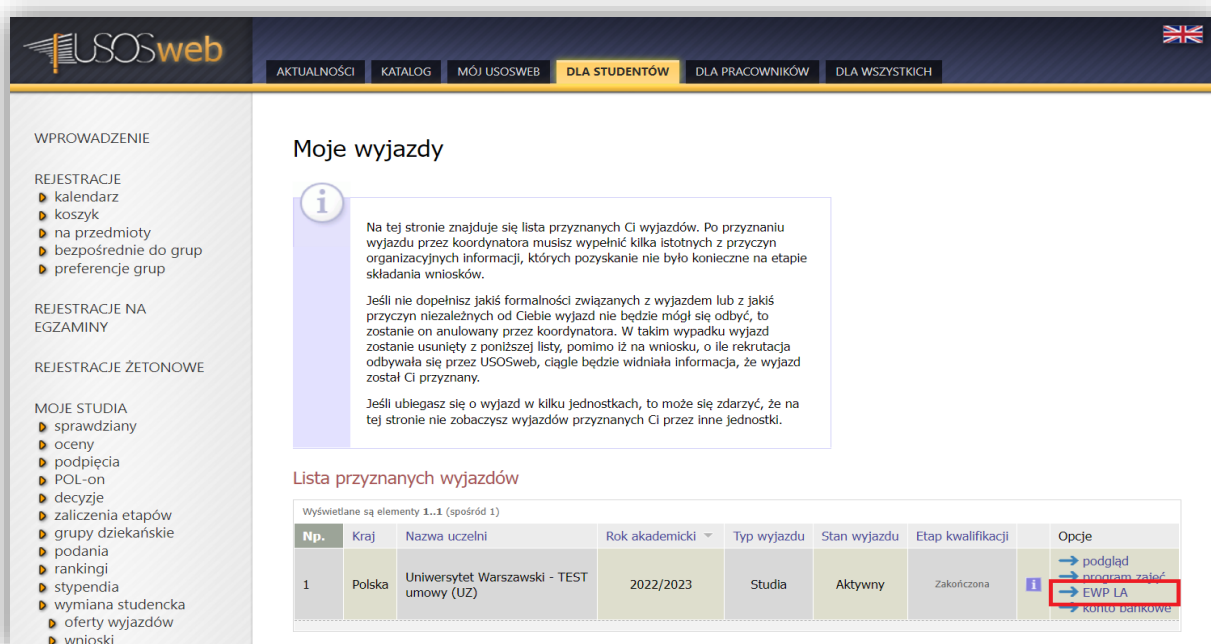 USOSweb
AKTUALNOŚCI KATALOG MÓJ USOSWEB DLA STUDENTÓW DLA PRACOWNIKÓW DLA WSZYSTKICH
WPROWADZENIE
REJESTRACJE
kalendarz
koszyk
na przedmioty
bezpośrednie do grup
preferencje grup
REJESTRACJE NA
EGZAMINY
REJESTRACJE ŻETONOWE
MOJE STUDIA
sprawdziany
oceny
podpięcia
POL-on
decyzje
zaliczenia etapów
grupy dziekańskie
podania
rankingi
stypendia
wymiana studencka
oferty wyjazdów
wnioski
Moje wyjazdy
i
Na tej stronie znajduje się lista przyznanych Ci wyjazdów. Po przyznaniu
wyjazdu przez koordynatora musisz wypełnić kilka istotnych z przyczyn
organizacyjnych informacji, których pozyskanie nie było konieczne na etapie
składania wniosków.
Jeśli nie dopełnisz jakiś formalności związanych z wyjazdem lub z jakiś
przyczyn niezależnych od Ciebie wyjazd nie będzie mógł się odbyć, to
zostanie on anulowany przez koordynatora. W takim wypadku wyjazd
zostanie usunięty z poniższej listy, pomimo iż na wniosku, o ile rekrutacja
odbywała się przez USOSweb, ciągle będzie widniała informacja, że wyjazd
został Ci przyznany.
Jeśli ubiegasz się o wyjazd w kilku jednostkach, to może się zdarzyć, że na
tej stronie nie zobaczysz wyjazdów przyznanych Ci przez inne jednostki.
Lista przyznanych wyjazdów
Wyświetlane są elementy 1..1 (spośród 1)
Np. Kraj Nazwa uczelni Rok akademicki Typ wyjazdu Stan wyjazdu Etap kwalifikacji Opcje
1 Polska Uniwersytet Warszawski - TEST
umowy (UZ) 2022/2023 Studia Aktywny Zakończona i
podgląd
program zajęć
EWP LA
konto bankowe